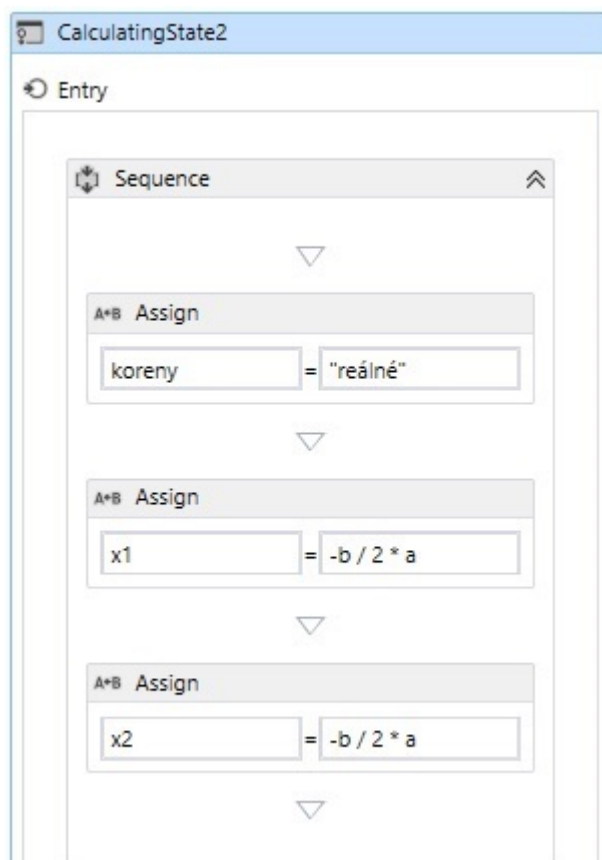 CalculatingState2
Entry
Sequence
A+B Assign
koreny = "reálné"
A+B Assign
x1 = -b / 2 * a
A+B Assign
x2 = -b / 2 * a